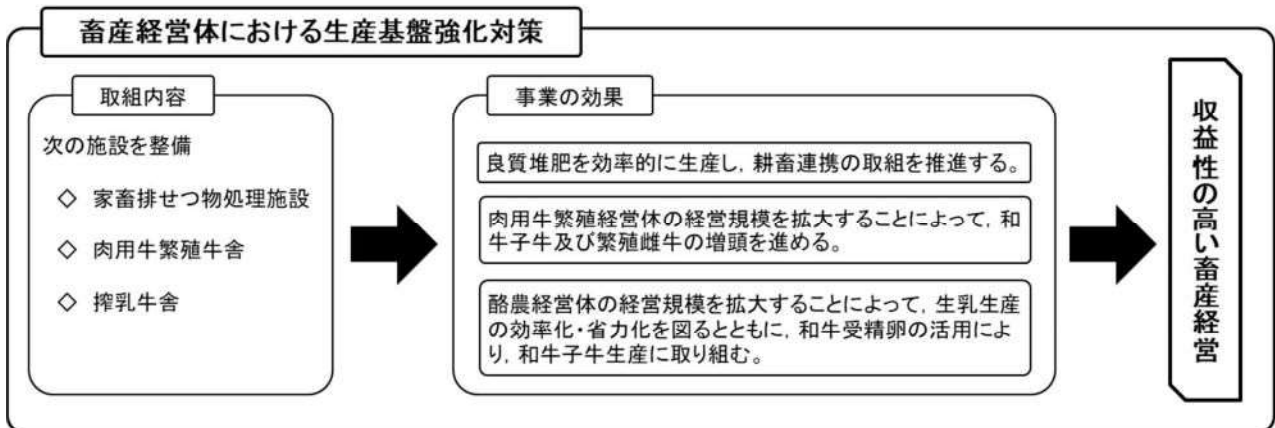 畜産経営体における生産基盤強化対策
取組内容
次の施設を整備
◇ 家畜排せつ物処理施設
◇ 肉用牛繁殖牛舎
◇ 搾乳牛舎
事業の効果
良質堆肥を効率的に生産し，耕畜連携の取組を推進する。
肉用牛繁殖経営休の経営規模を拡大することによって，和
牛子牛及び繁殖雌牛の増頭を進める。
酪農経営体の経営規模を拡大することによって，生乳生産
の効率化・省力化を図るとともに，和牛受精卵の活用によ
り，和牛子牛生産に取り組む。
収益性の高い畜産経営